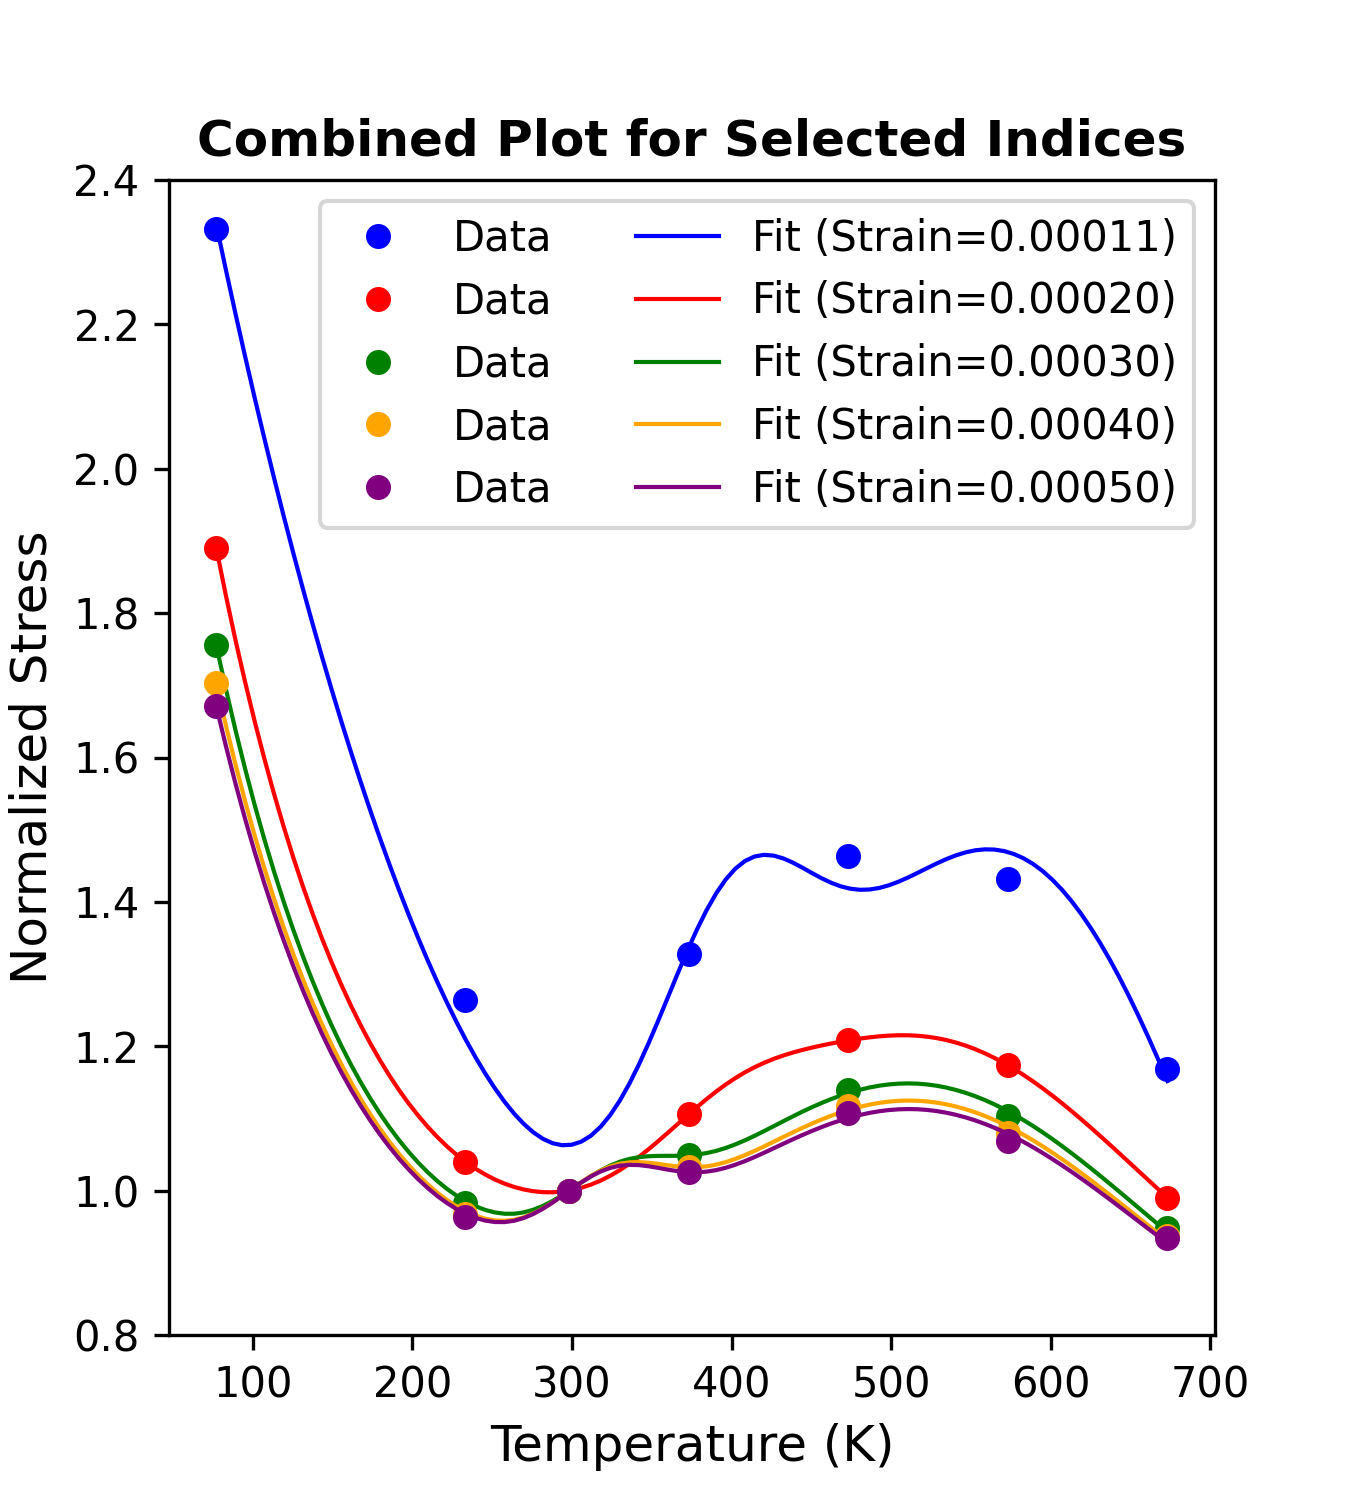 Combined Plot for Selected Indices
2.4
2.2
2.0
1.8
1.6
1.4
1.2
1.0
0.8
Normalized Stress
Data Fit (Strain=0.00011)
Data Fit (Strain=0.00020)
Data Fit (Strain=0.00030)
Data Fit (Strain=0.00040)
Data Fit (Strain=0.00050)
100 200 300 400 500 600 700
Temperature (K)